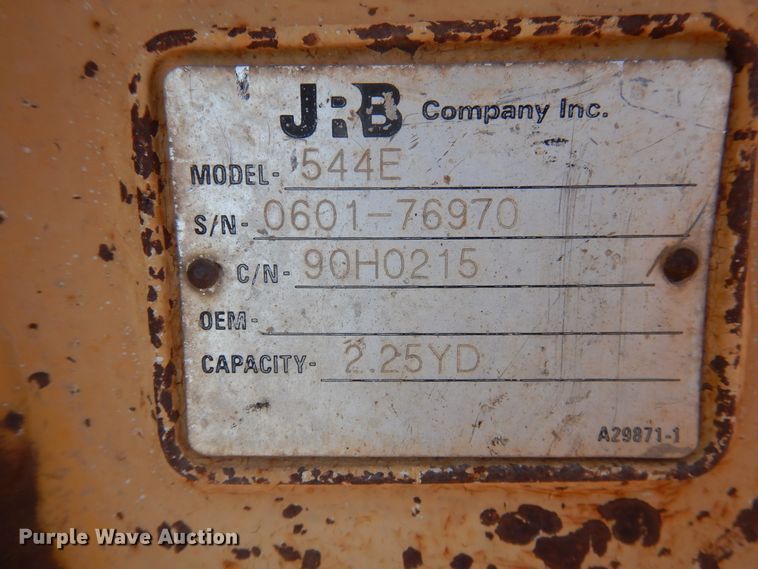 JRB Company Inc.
MODEL- 544E
S/N- 0601-76970
C/N- 90H0215
OEM-
CAPACITY- 2.25YD
A29871-1
Purple Wave Auction